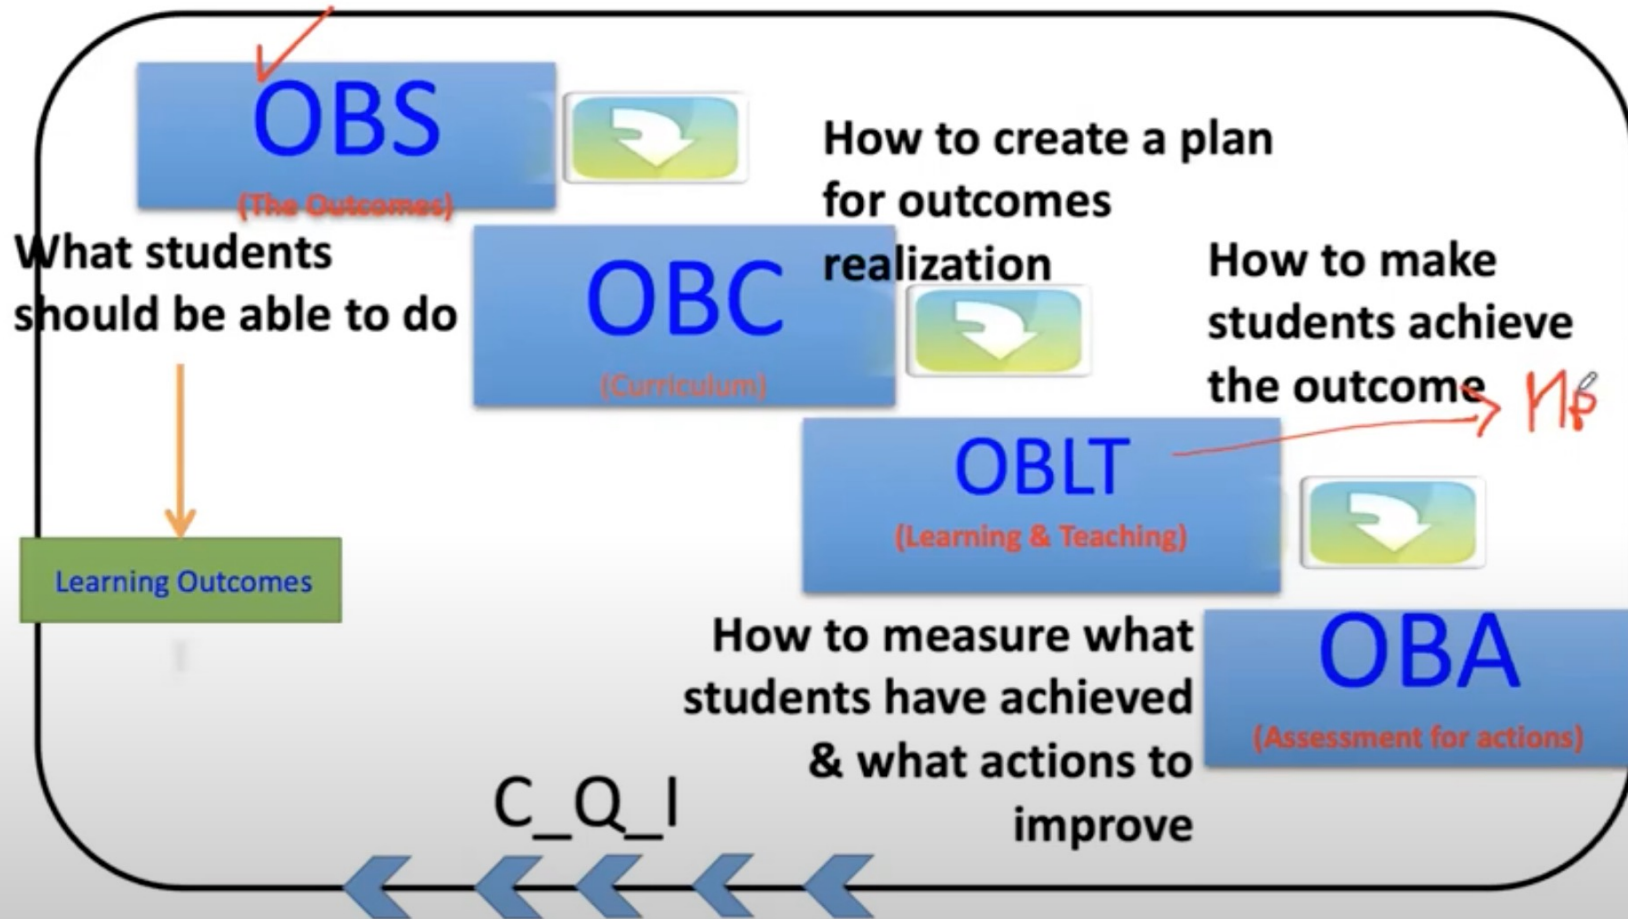 OBS
(The Outcomes)
What students
should be able to do
Learning Outcomes
How to create a plan
for outcomes
realization
OBC
(Curriculum)
How to make
students achieve
the outcome
OBLT
(Learning & Teaching)
How to measure what
students have achieved
& what actions to
improve
OBA
(Assessment for actions)
C_Q_I